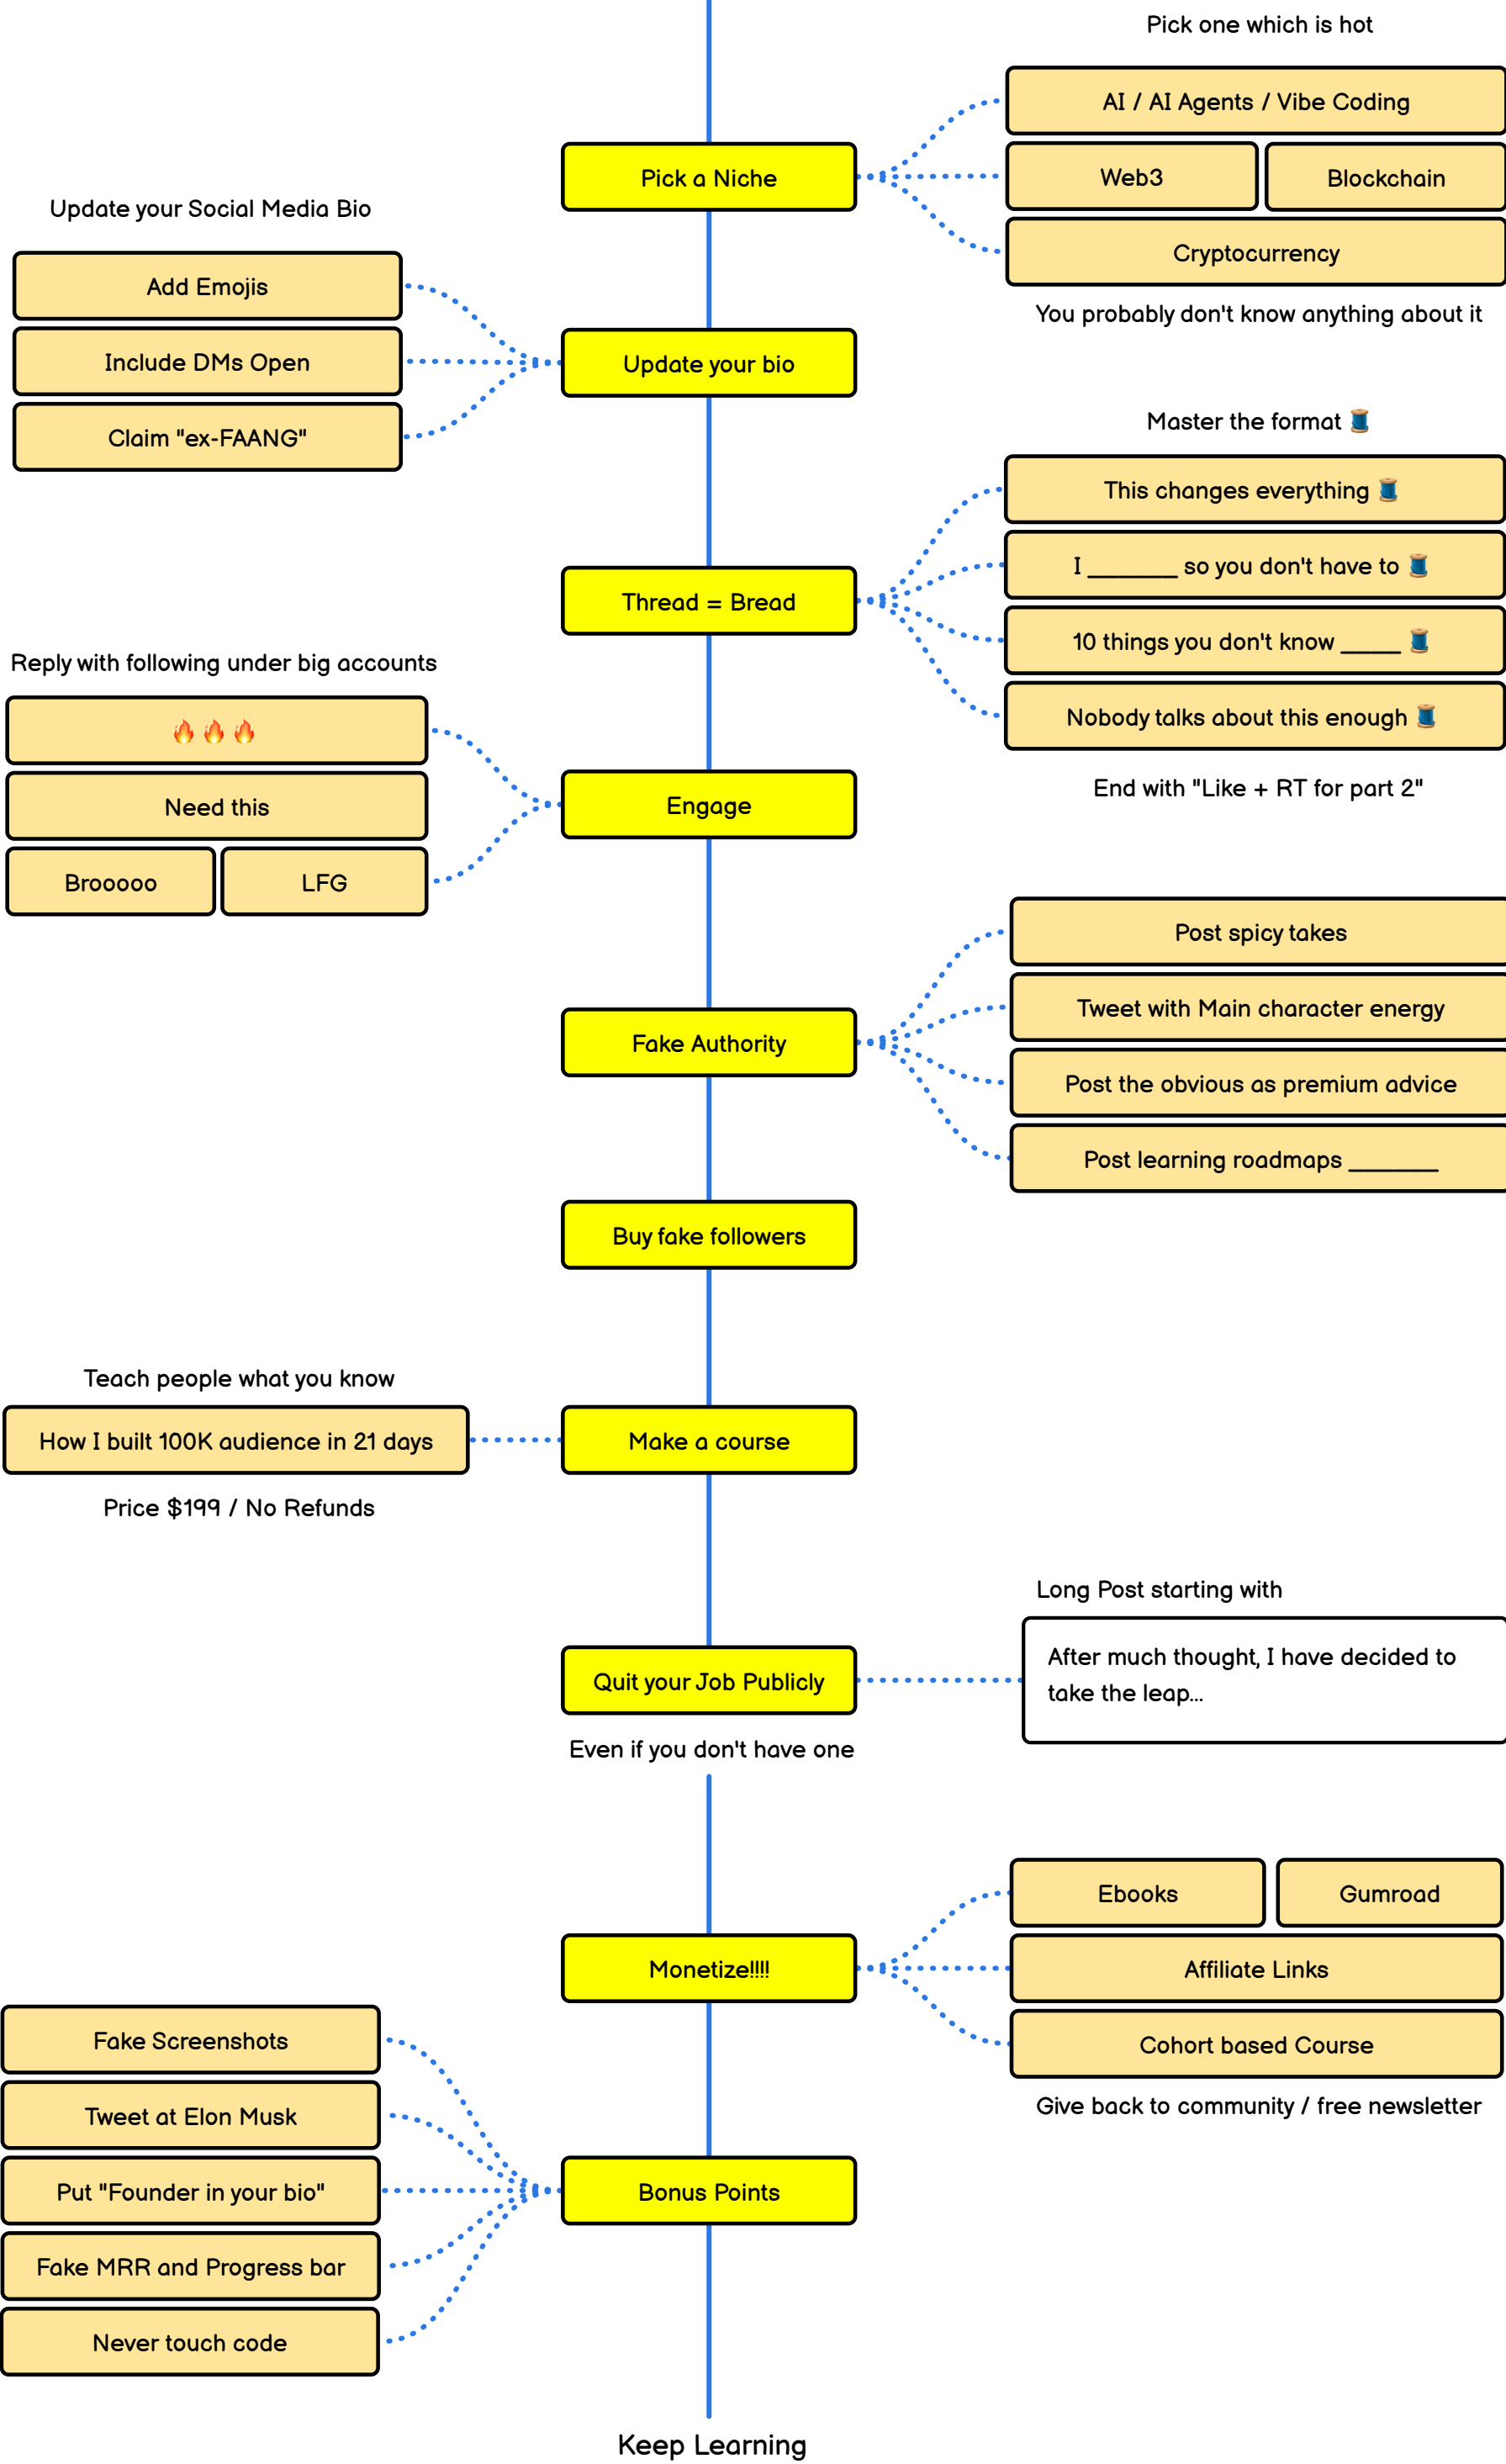 Pick one which is hot
AI / AI Agents / Vibe Coding
Pick a Niche
Web3
Blockchain
Cryptocurrency
You probably don't know anything about it
Update your Social Media Bio
Add Emojis
Include DMs Open
Claim "ex-FAANG"
Update your bio
Master the format 🧵
This changes everything 🧵
I ______ so you don't have to 🧵
10 things you don't know ____ 🧵
Nobody talks about this enough 🧵
End with "Like + RT for part 2"
Thread = Bread
Reply with following under big accounts
🔥🔥🔥
Need this
Brooooo
LFG
Engage
Post spicy takes
Tweet with Main character energy
Post the obvious as premium advice
Post learning roadmaps ______
Fake Authority
Buy fake followers
Teach people what you know
How I built 100K audience in 21 days
Price $199 / No Refunds
Make a course
Long Post starting with
After much thought, I have decided to
take the leap...
Quit your Job Publicly
Even if you don't have one
Ebooks
Gumroad
Affiliate Links
Cohort based Course
Give back to community / free newsletter
Monetize!!!!
Fake Screenshots
Tweet at Elon Musk
Put "Founder in your bio"
Fake MRR and Progress bar
Never touch code
Bonus Points
Keep Learning